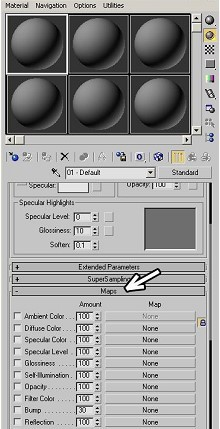 Material Navigation Options Utilities
01 - Default Standard
Specular: Opacity: 100
Specular Highlights
Specular Level: 0
Glossiness: 10
Soften: 0.1
+ Extended Parameters
+ SuperSampling
- Maps
Amount Map
Ambient Color . 100 None
Diffuse Color . . . 100 None
Specular Color . . 100 None
Specular Level . 100 None
Glossiness . . . . 100 None
Self-Illumination . 100 None
Opacity . . . . . . 100 None
Filter Color . . . . 100 None
Bump . . . . . . . 30 None
Reflection . . . . 100 None